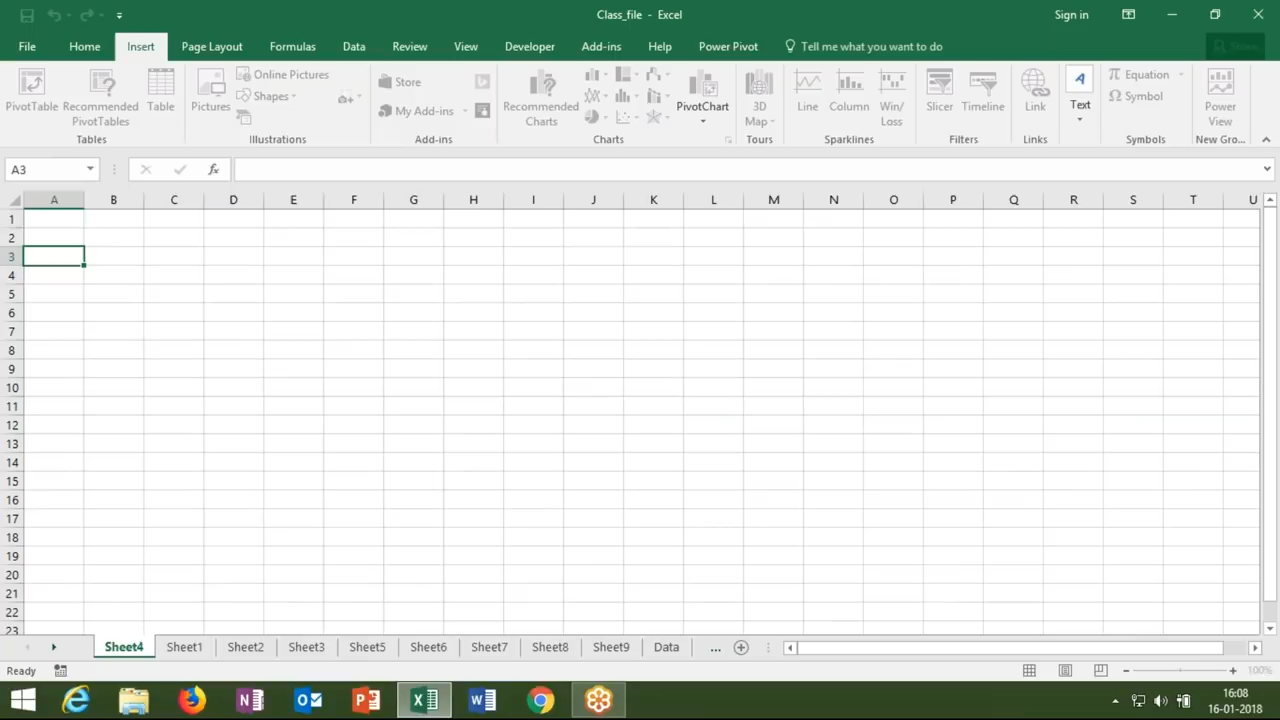 Class_file - Excel
Sign in
File Home Insert Page Layout Formulas Data Review View Developer Add-ins Help Power Pivot Tell me what you want to do
PivotTable
Recommended
PivotTables
Table
Tables
Pictures
Online Pictures
Shapes
Illustrations
Store
My Add-ins
Add-ins
Recommended
Charts
PivotChart
Charts
3D
Map
Tours
Line
Column
Win/
Loss
Sparklines
Slicer
Timeline
Filters
Link
Links
A
Text
π Equation
Ω Symbol
Symbols
Power
View
New Gro...
A3
fx
A B C D E F G H I J K L M N O P Q R S T U
1
2
3
4
5
6
7
8
9
10
11
12
13
14
15
16
17
18
19
20
21
22
23
Sheet4 Sheet1 Sheet2 Sheet3 Sheet5 Sheet6 Sheet7 Sheet8 Sheet9 Data ...
Ready
100%
16:08
16-01-2018